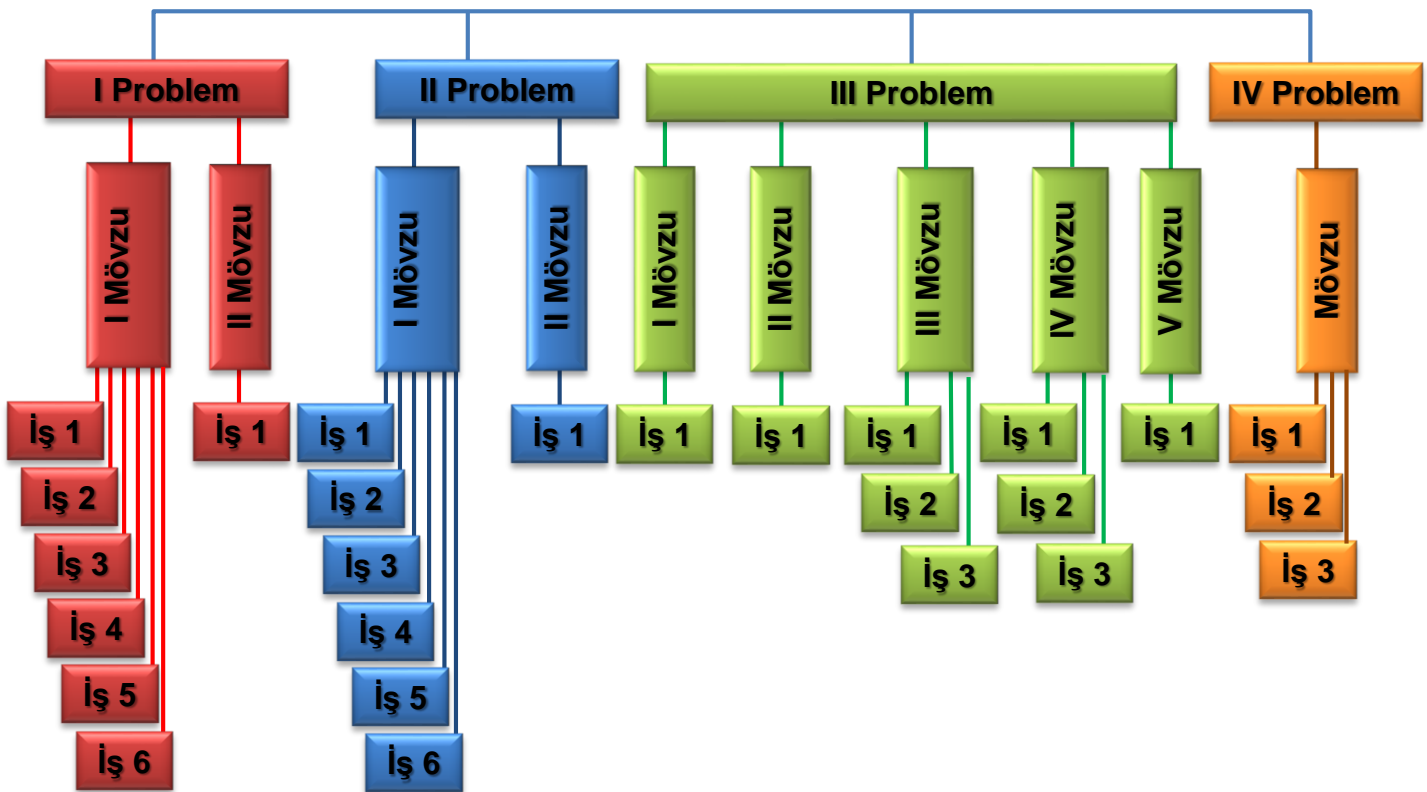 I Problem
II Problem
III Problem
IV Problem
I Mövzu
II Mövzu
I Mövzu
II Mövzu
I Mövzu
II Mövzu
III Mövzu
IV Mövzu
V Mövzu
Mövzu
İş 1
İş 2
İş 3
İş 4
İş 5
İş 6
İş 1
İş 1
İş 2
İş 3
İş 4
İş 5
İş 6
İş 1
İş 1
İş 1
İş 1
İş 2
İş 3
İş 1
İş 2
İş 3
İş 1
İş 1
İş 2
İş 3